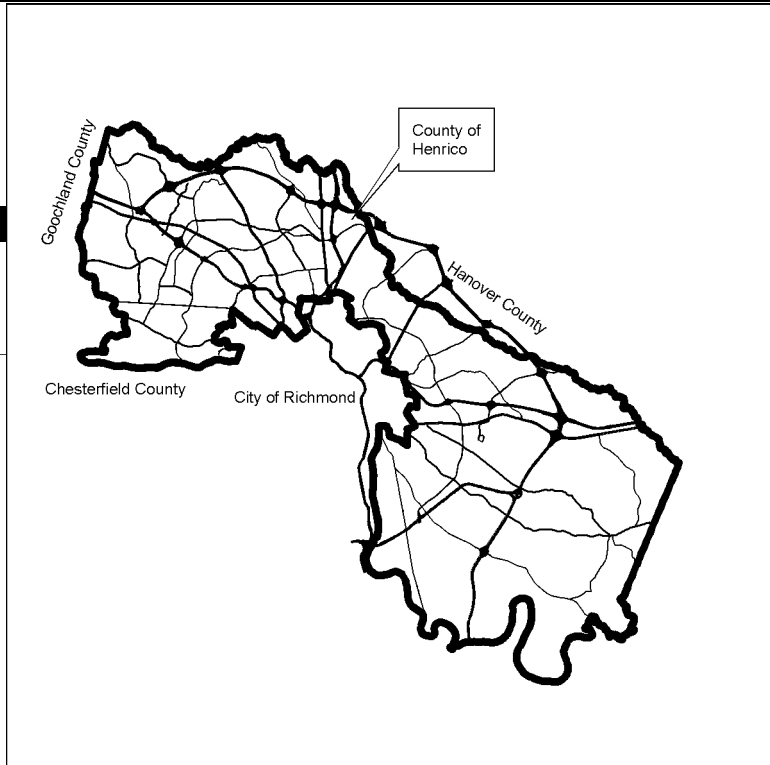 County of
Henrico
Goochland County
Hanover County
Chesterfield County
City of Richmond